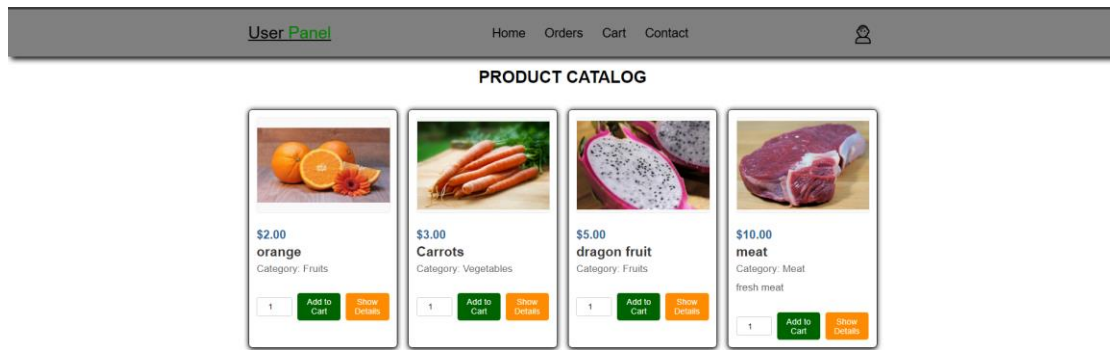 User Panel
Home Orders Cart Contact
PRODUCT CATALOG
$2.00
orange
Category: Fruits
1
Add to
Cart
Show
Details
$3.00
Carrots
Category: Vegetables
1
Add to
Cart
Show
Details
$5.00
dragon fruit
Category: Fruits
1
Add to
Cart
Show
Details
$10.00
meat
Category: Meat
fresh meat
1
Add to
Cart
Show
Details